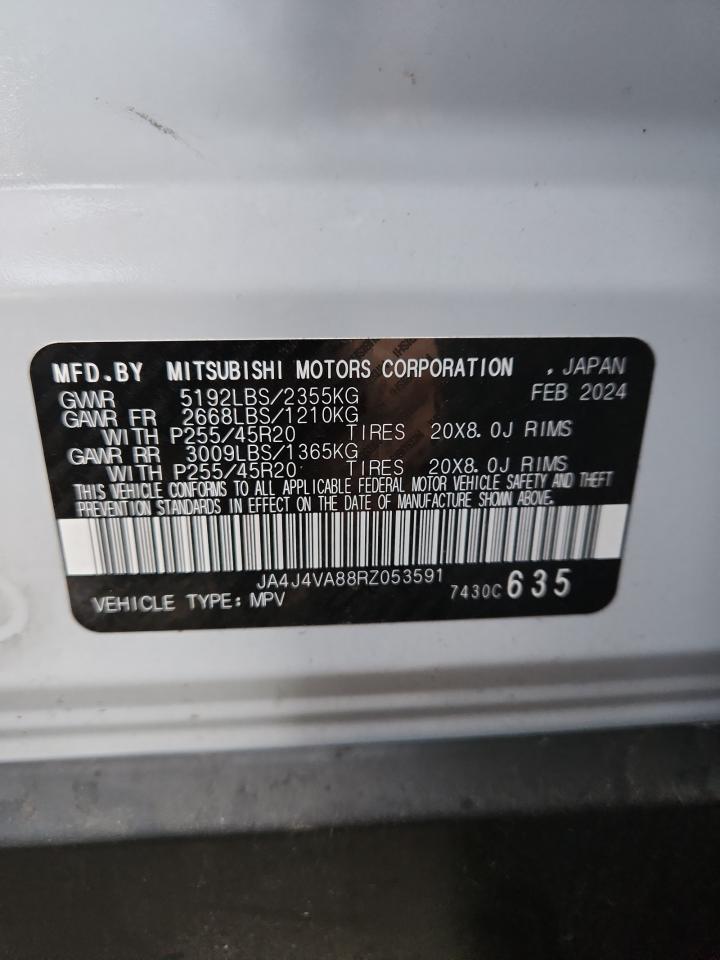 MFD.BY MITSUBISHI MOTORS CORPORATION , JAPAN
GVWR 5192LBS/2355KG FEB 2024
GAWR FR 2668LBS/1210KG
WITH P255/45R20 TIRES 20X8.0J RIMS
GAWR RR 3009LBS/1365KG
WITH P255/45R20 TIRES 20X8.0J RIMS
THIS VEHICLE CONFORMS TO ALL APPLICABLE FEDERAL MOTOR VEHICLE SAFETY AND THEFT
PREVENTION STANDARDS IN EFFECT ON THE DATE OF MANUFACTURE SHOWN ABOVE.
JA4J4VA88RZ053591
VEHICLE TYPE: MPV 7430C 635